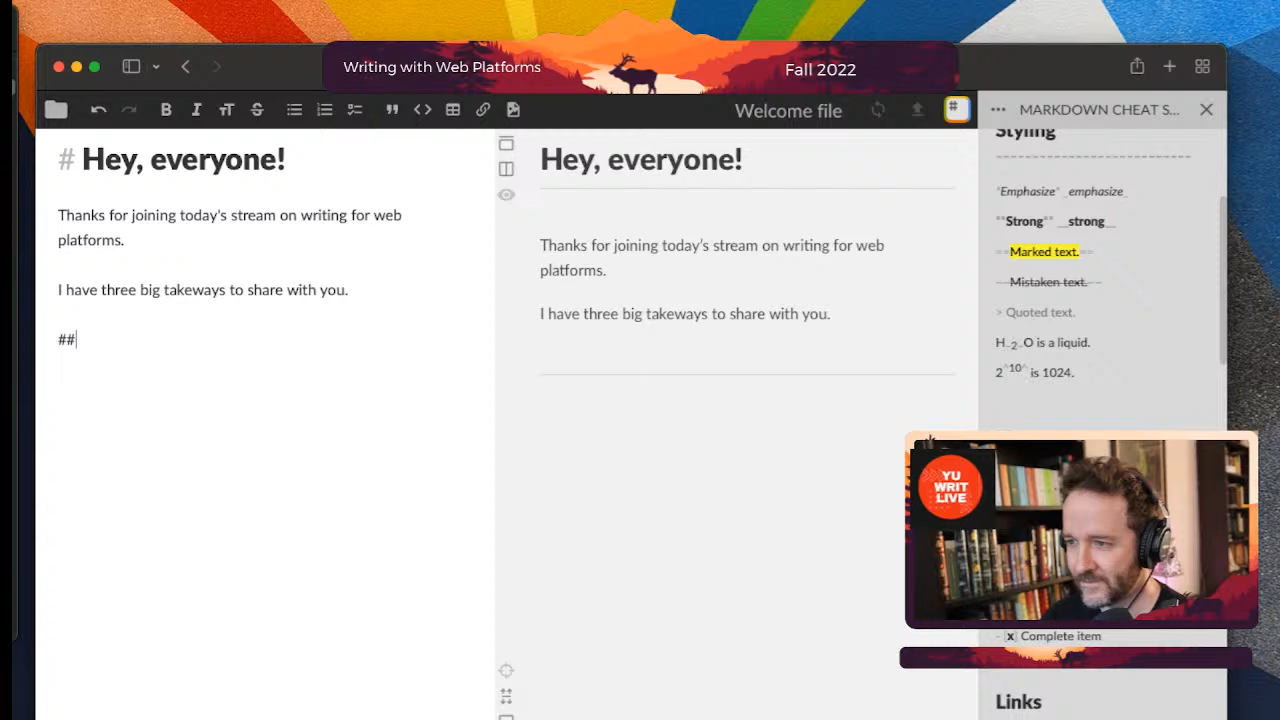 Writing with Web Platforms
Fall 2022
Welcome file
#
MARKDOWN CHEAT S...
# Hey, everyone!
Thanks for joining today's stream on writing for web
platforms.
I have three big takeways to share with you.
##
Hey, everyone!
Thanks for joining today’s stream on writing for web
platforms.
I have three big takeways to share with you.
Styling
------------------------------
*Emphasize* _emphasize_
**Strong** __strong__
==Marked text.==
~~Mistaken text.~~
> Quoted text.
H~2~O is a liquid.
2^10^ is 1024.
YU
WRIT
LIVE
- [x] Complete item
Links